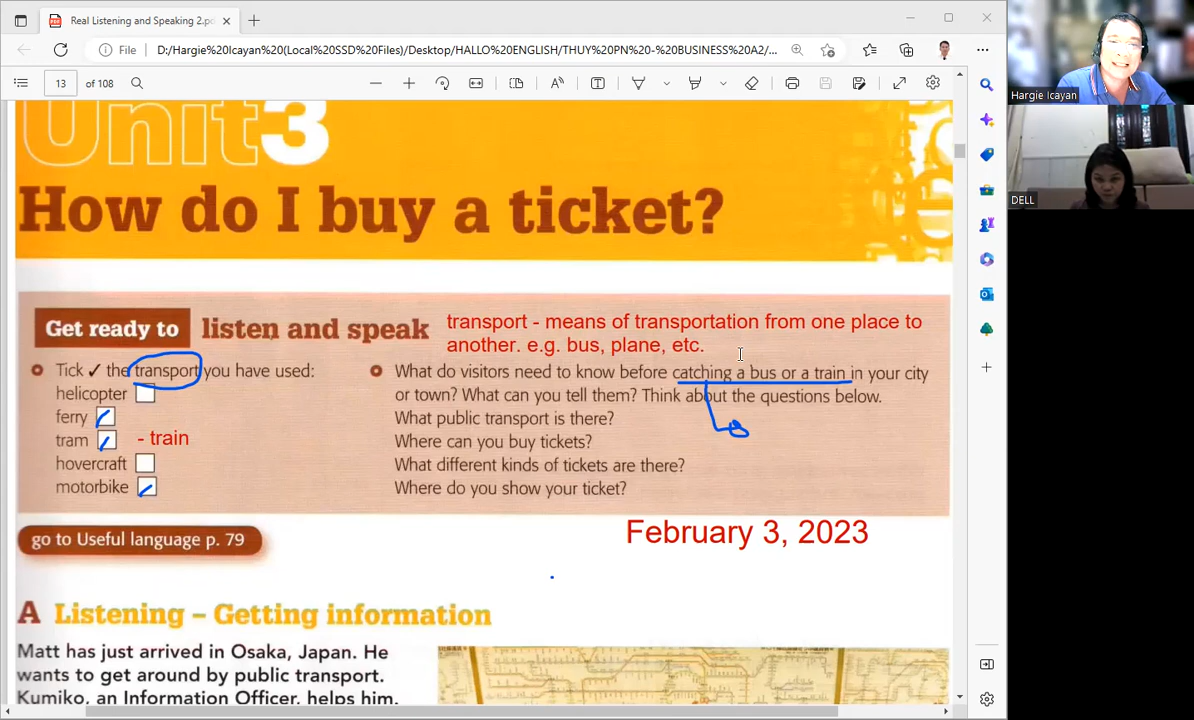 Real Listening and Speaking 2.pd
File
D:/Hargie%20Icayan%20(Local%20SSD%20Files)/Desktop/HALLO%20ENGLISH/THUY%20PN%20-%20BUSINESS%20A2/...
13 of 108
Hargie Icayan
DELL
Unit3
How do I buy a ticket?
Get ready to listen and speak
transport - means of transportation from one place to
another. e.g. bus, plane, etc.
Tick ✓ the transport you have used:
helicopter
ferry
tram - train
hovercraft
motorbike
What do visitors need to know before catching a bus or a train in your city
or town? What can you tell them? Think about the questions below.
What public transport is there?
Where can you buy tickets?
What different kinds of tickets are there?
Where do you show your ticket?
go to Useful language p. 79
February 3, 2023
A Listening – Getting information
Matt has just arrived in Osaka, Japan. He
wants to get around by public transport.
Kumiko, an Information Officer, helps him.